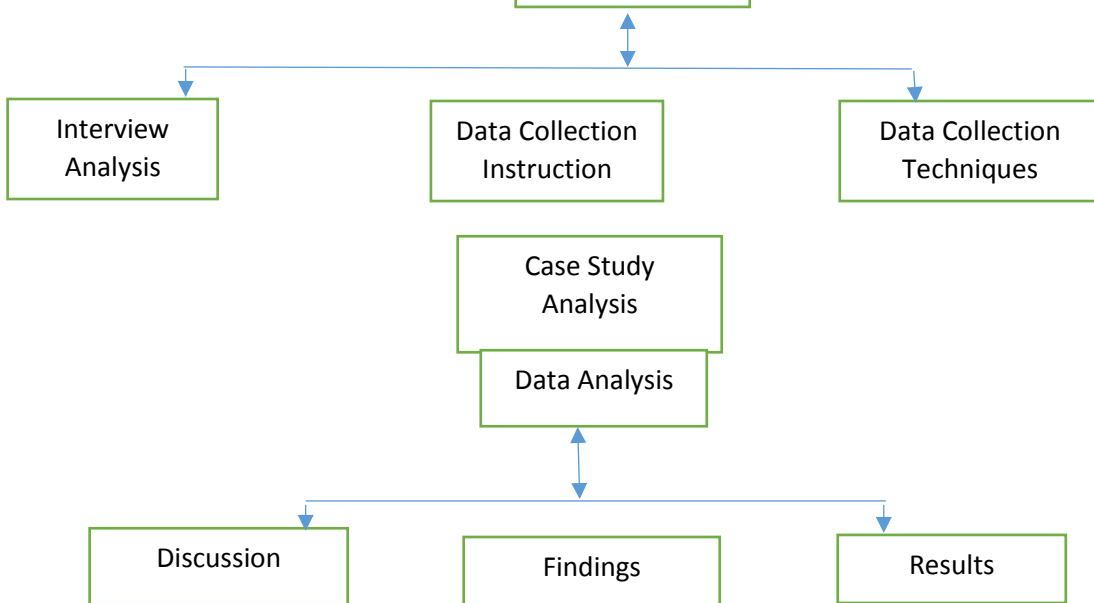 Interview
Analysis
Data Collection
Instruction
Data Collection
Techniques
Case Study
Analysis
Data Analysis
Discussion
Findings
Results